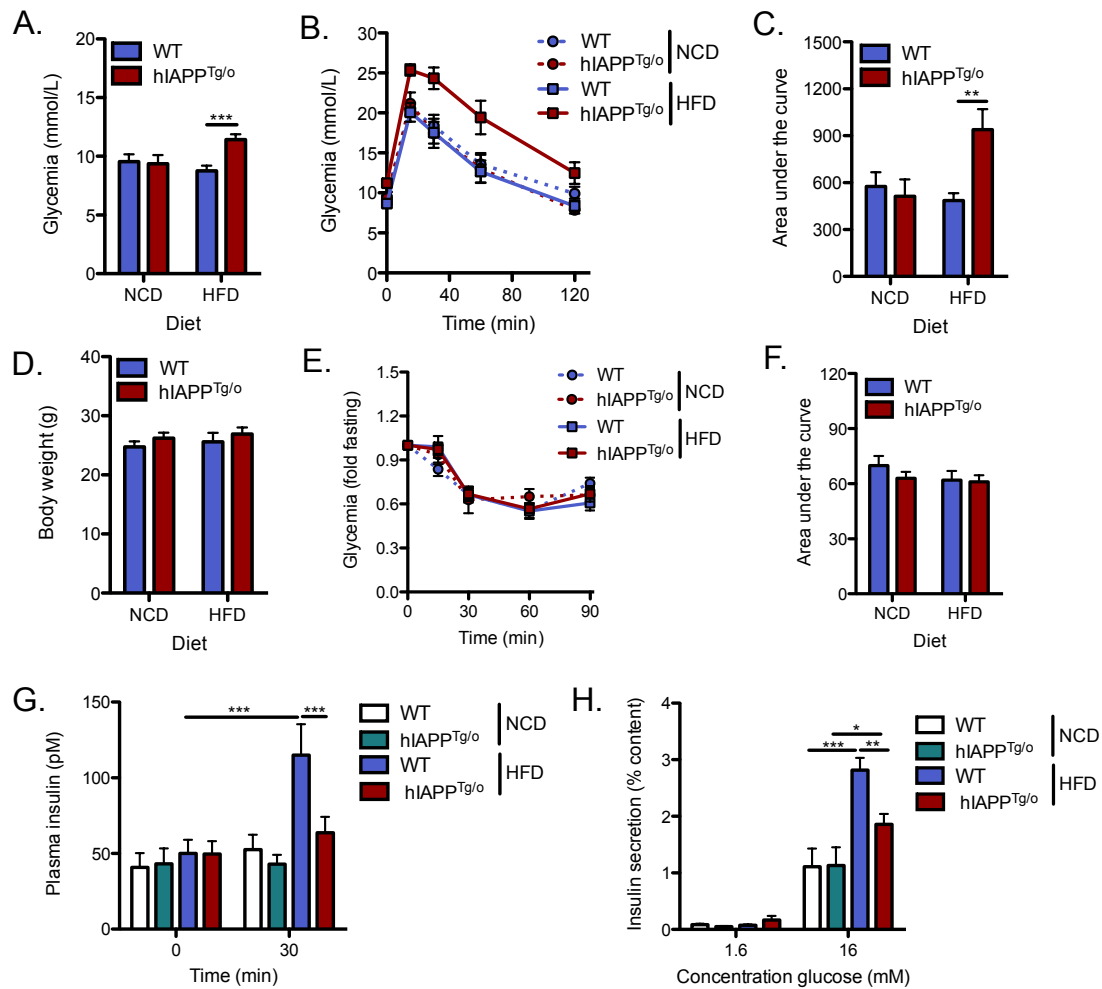 A.
WT
hIAPPTg/o
Glycemia (mmol/L)
20
15
10
5
0
***
NCD HFD
Diet
B.
Glycemia (mmol/L)
30
25
20
15
10
5
0
WT
hIAPPTg/o
NCD
WT
hIAPPTg/o
HFD
0 40 80 120
Time (min)
C.
WT
hIAPPTg/o
Area under the curve
1500
1200
900
600
300
0
**
NCD HFD
Diet
D.
WT
hIAPPTg/o
Body weight (g)
40
30
20
10
0
NCD HFD
Diet
E.
Glycemia (fold fasting)
1.5
1.2
0.9
0.6
0.3
0.0
WT
hIAPPTg/o
NCD
WT
hIAPPTg/o
HFD
0 30 60 90
Time (min)
F.
WT
hIAPPTg/o
Area under the curve
120
90
60
30
0
NCD HFD
Diet
G.
Plasma insulin (pM)
150
100
50
0
*** ***
WT
hIAPPTg/o
NCD
WT
hIAPPTg/o
HFD
0 30
Time (min)
H.
Insulin secretion (% content)
4
3
2
1
0
*
*** **
WT
hIAPPTg/o
NCD
WT
hIAPPTg/o
HFD
1.6 16
Concentration glucose (mM)